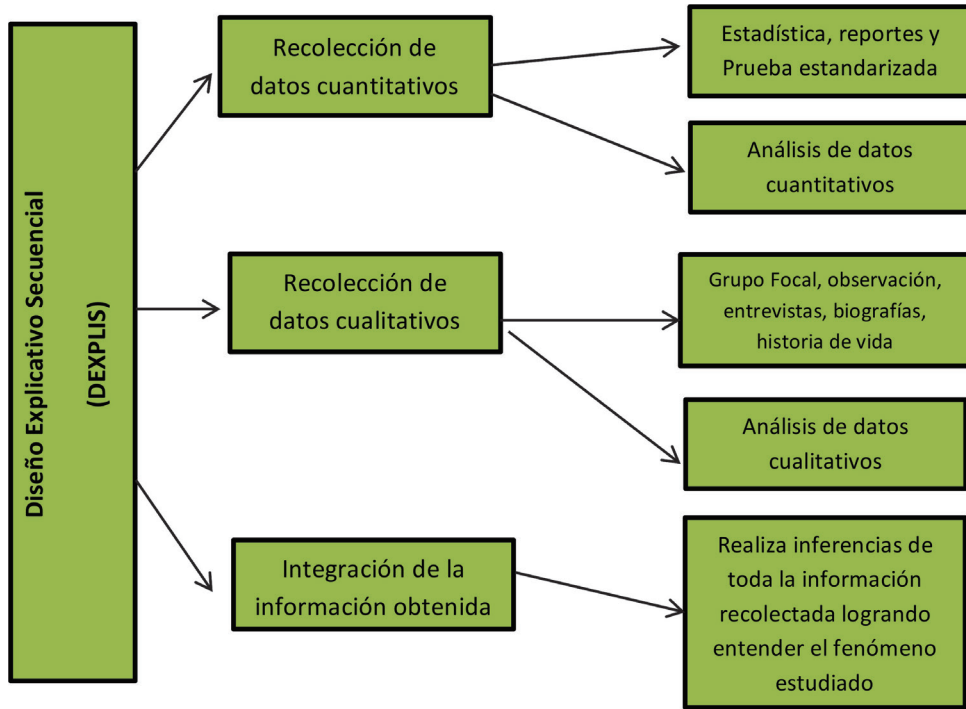 Diseño Explicativo Secuencial
(DEXPLIS)
Recolección de
datos cuantitativos
Estadística, reportes y
Prueba estandarizada
Análisis de datos
cuantitativos
Recolección de
datos cualitativos
Grupo Focal, observación,
entrevistas, biografías,
historia de vida
Análisis de datos
cualitativos
Integración de la
información obtenida
Realiza inferencias de
toda la información
recolectada logrando
entender el fenómeno
estudiado